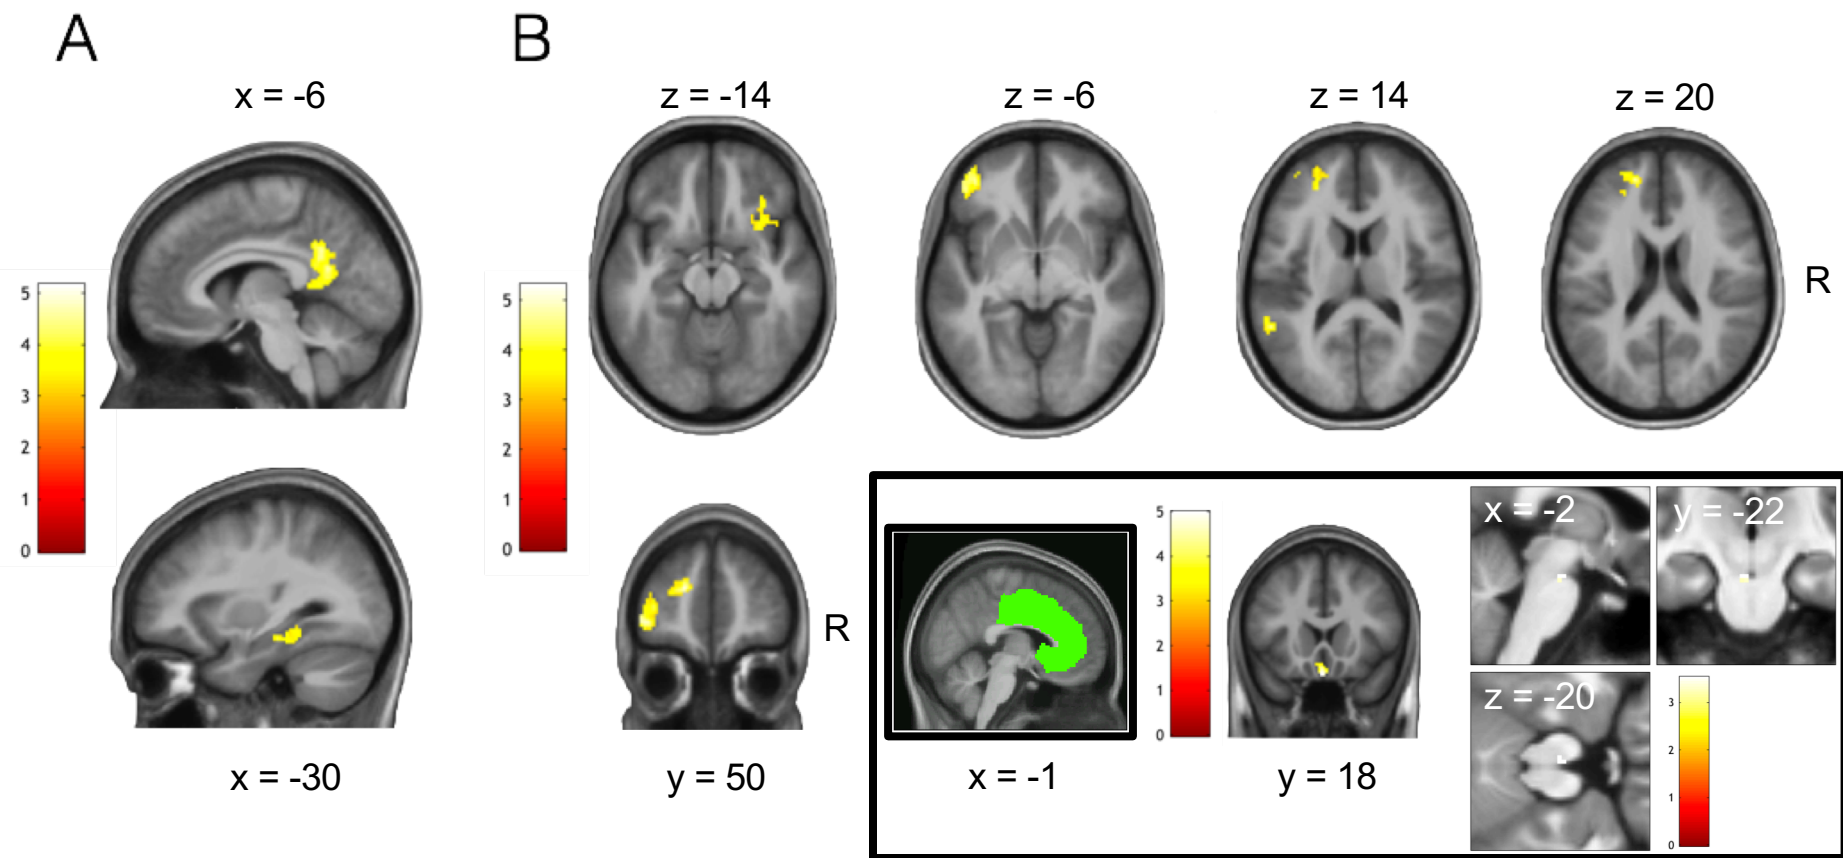 A
B
x = -6
z = -14
z = -6
z = 14
z = 20
5
4
3
2
1
0
5
4
3
2
1
0
R
x = -30
y = 50
R
x = -1
5
4
3
2
1
0
y = 18
x = -2
y = -22
z = -20
3
2
1
0